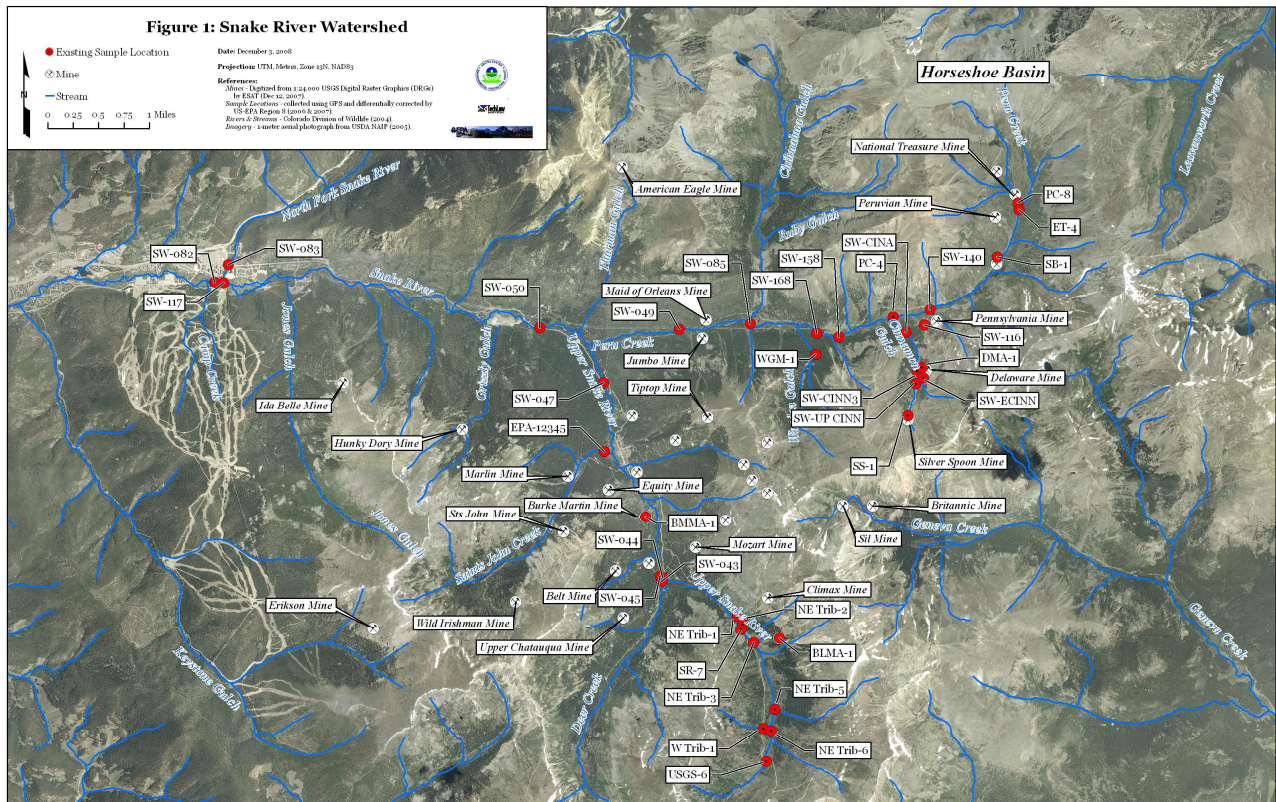 Figure 1: Snake River Watershed
Existing Sample Location
Mine
Stream
N
0 0.25 0.5 1 Miles
Date: December 3, 2008
Projection: UTM, Meters, Zone 13N, NAD83
References:
Mines - Digitized from 1:24,000 USGS Digital Raster Graphics (DRGs)
by ESAT (Dec 12, 2007).
Sample Locations - collected using GPS and differentially corrected by
US-EPA Region 8 (2006 & 2007).
Rivers & Streams - Colorado Division of Wildlife (2004).
Imagery - 1-meter aerial photograph from USDA NAIP (2005).
TechLaw
Horseshoe Basin
Peru Creek
Leavenworth Creek
Chihuahua Gulch
National Treasure Mine
American Eagle Mine
North Fork Snake River
PC-8
Peruvian Mine
ET-4
Thurman Gulch
Ruby Gulch
SW-CINA
SW-082
SW-083
SW-158
PC-4
SW-140
SB-1
SW-085
SW-168
Snake River
SW-050
Maid of Orleans Mine
SW-117
SW-049
Pennsylvania Mine
Jones Gulch
Camp Creek
Grizzly Gulch
Upper Snake River
Peru Creek
Jumbo Mine
Cinnamon Gulch
SW-116
WGM-1
DMA-1
Delaware Mine
Tiptop Mine
SW-CINN3
SW-ECINN
Ida Belle Mine
SW-047
SW-UP CINN
EPA-12345
Hunky Dory Mine
SS-1
Silver Spoon Mine
Marlin Mine
Equity Mine
Burke Martin Mine
Britannic Mine
Sts John Mine
BMMA-1
Sil Mine
Geneva Creek
Jones Gulch
SW-044
Mozart Mine
SW-043
Saints John Creek
Belt Mine
SW-045
Upper Snake River
Climax Mine
Erikson Mine
Wild Irishman Mine
NE Trib-2
Geneva Creek
Upper Chatauqua Mine
NE Trib-1
BLMA-1
SR-7
Keystone Gulch
Deer Creek
NE Trib-3
NE Trib-5
W Trib-1
NE Trib-6
USGS-6